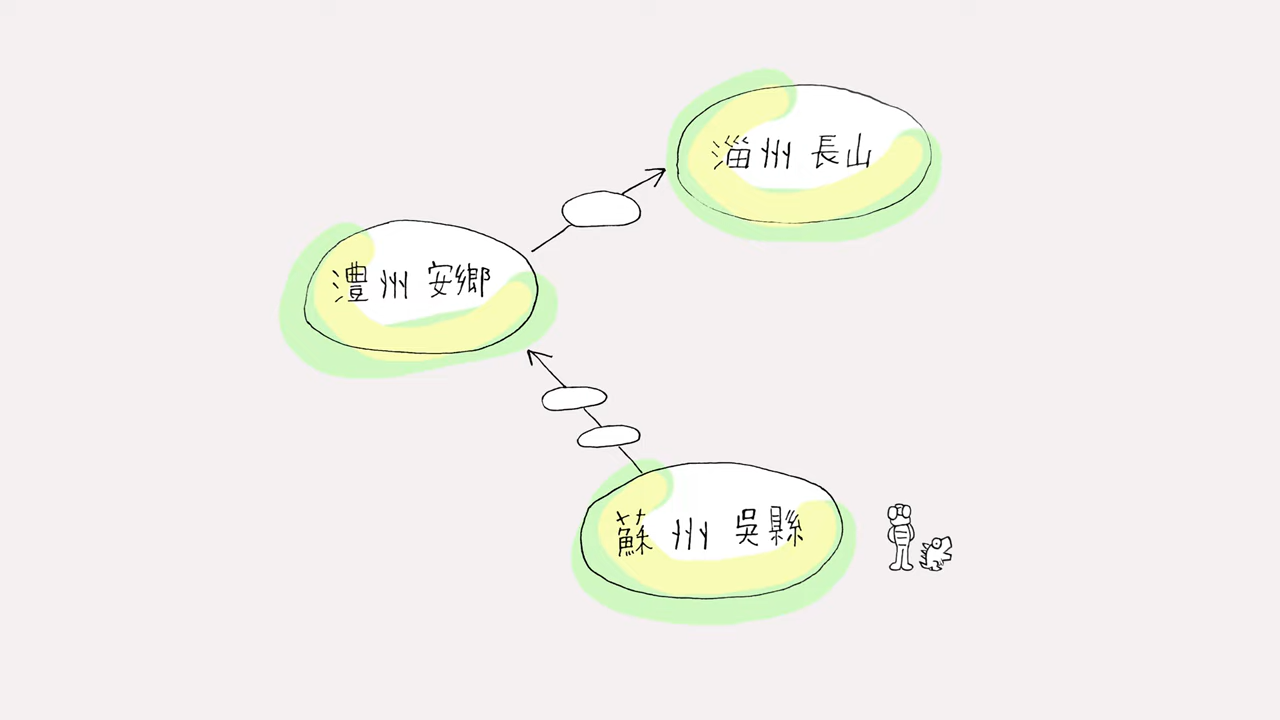 淄州 長山
澧州 安鄉
蘇州 吳縣